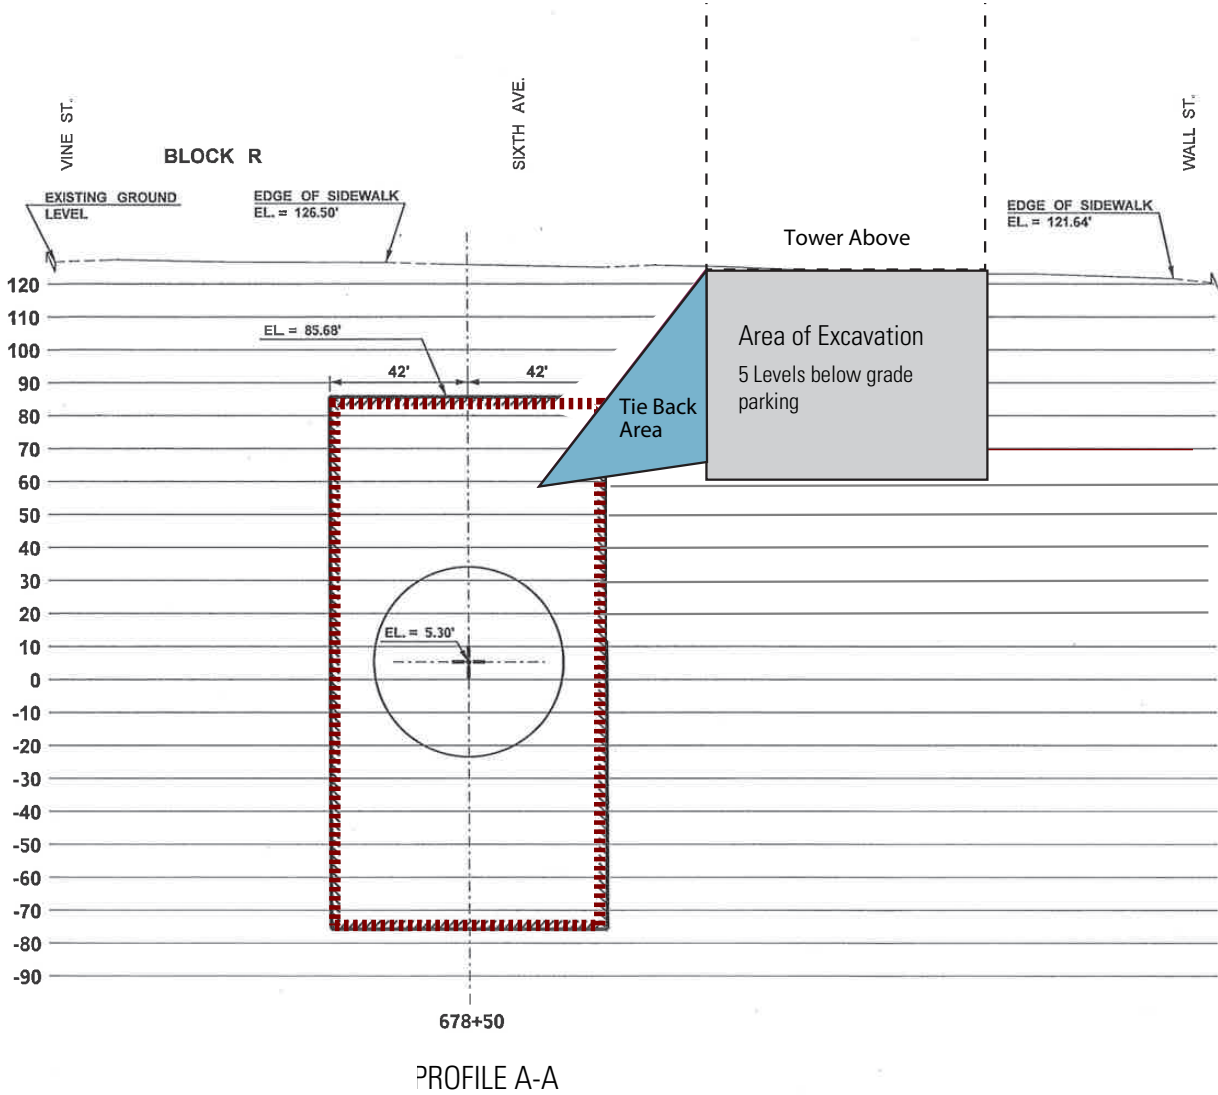 VINE ST.
SIXTH AVE.
WALL ST.
BLOCK R
EXISTING GROUND
LEVEL
EDGE OF SIDEWALK
EL. = 126.50'
EDGE OF SIDEWALK
EL. = 121.64'
Tower Above
120
110
100
90
80
70
60
50
40
30
20
10
0
-10
-20
-30
-40
-50
-60
-70
-80
-90
EL. = 85.68'
42'
42'
Area of Excavation
5 Levels below grade
parking
Tie Back
Area
EL. = 5.30'
678+50
PROFILE A-A